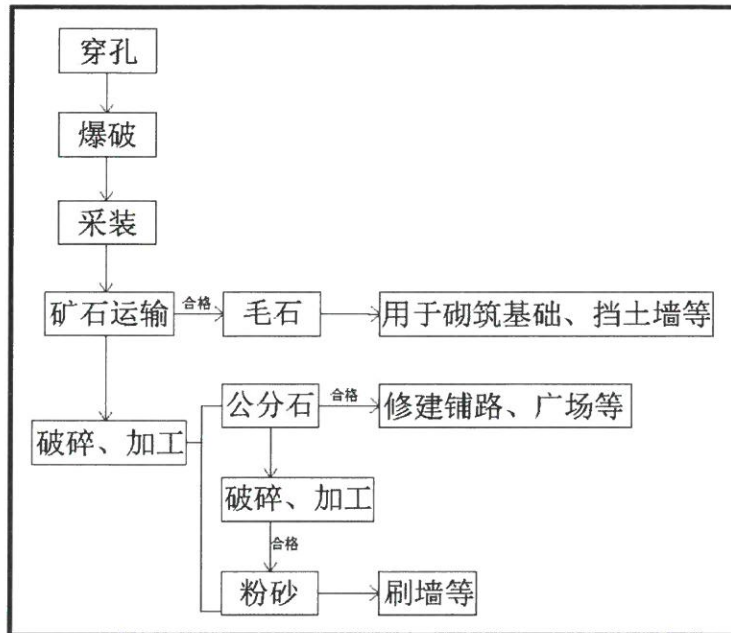 穿孔
爆破
采装
矿石运输
合格
毛石
用于砌筑基础、挡土墙等
破碎、加工
公分石
合格
修建铺路、广场等
破碎、加工
合格
粉砂
刷墙等